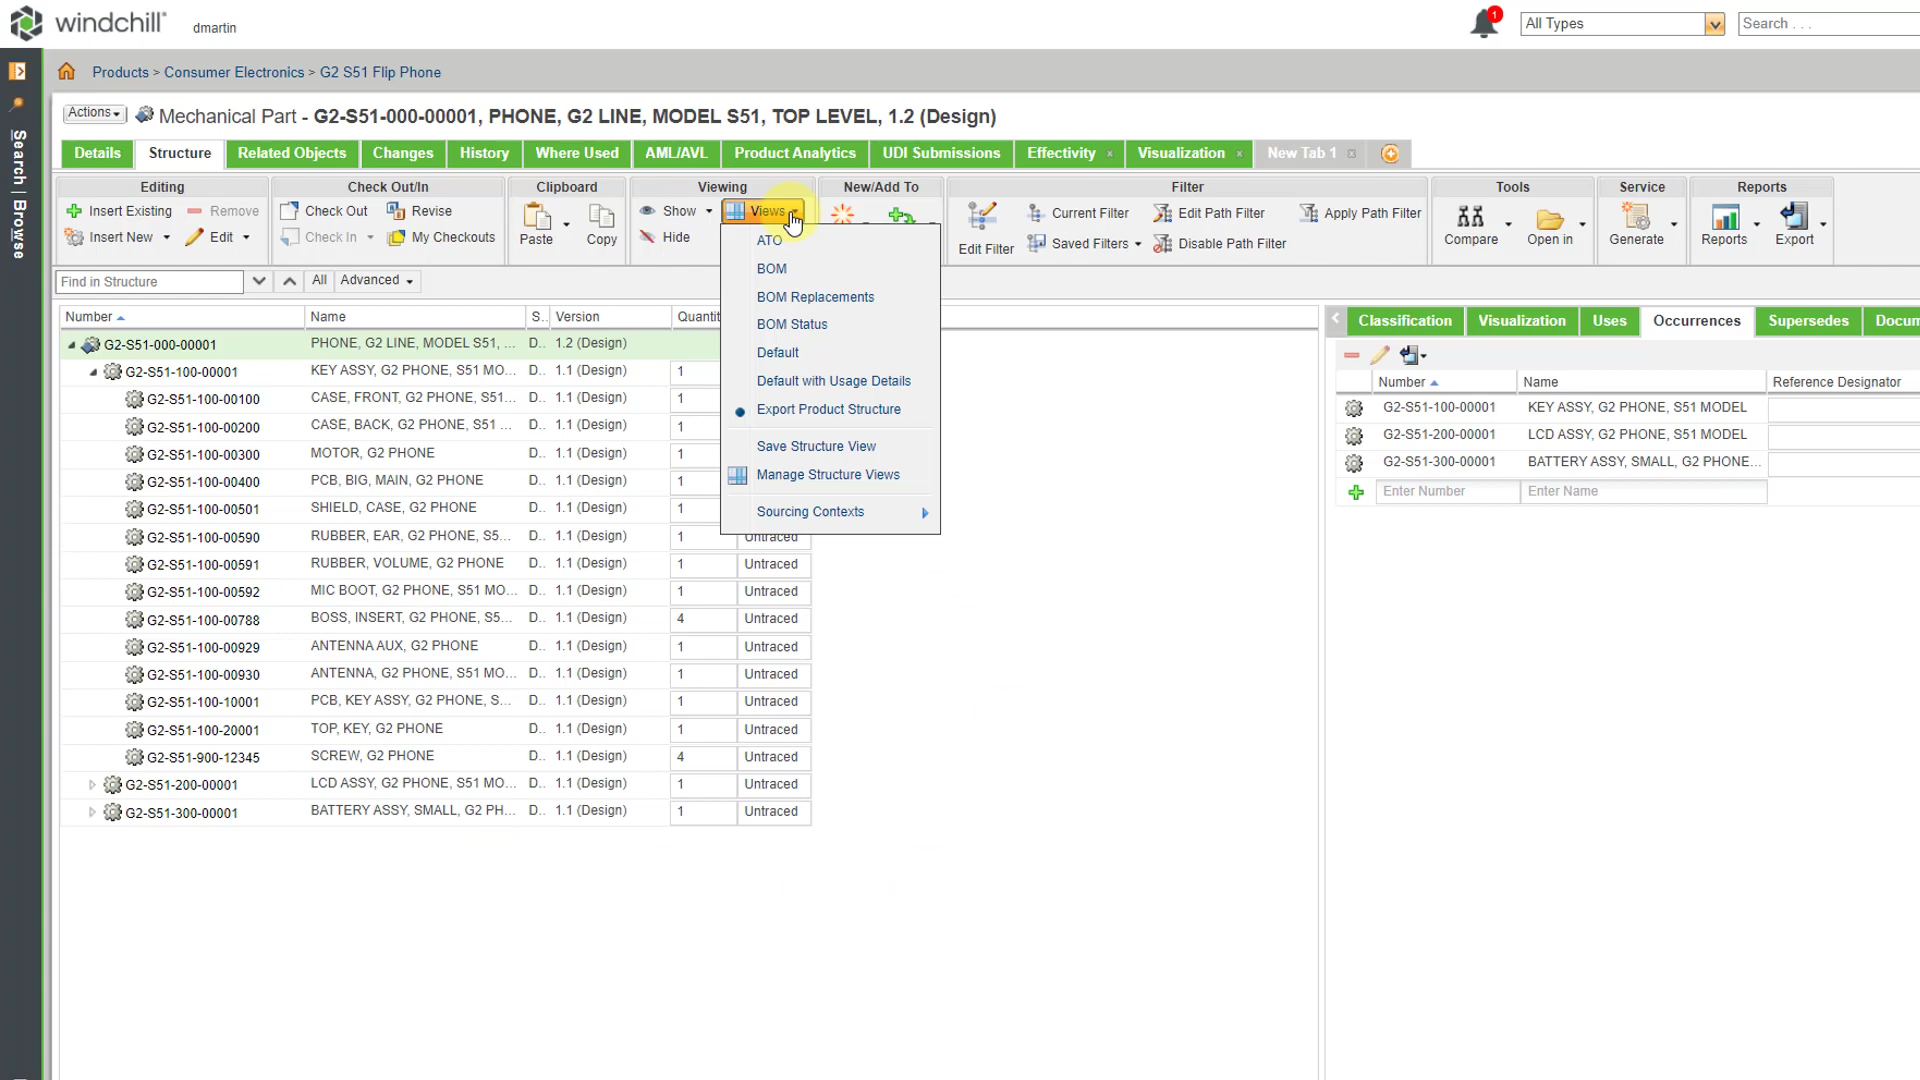 windchill
dmartin
1
All Types
Search . . .
Products > Consumer Electronics > G2 S51 Flip Phone
Search | Browse
Actions
Mechanical Part - G2-S51-000-00001, PHONE, G2 LINE, MODEL S51, TOP LEVEL, 1.2 (Design)
Details Structure Related Objects Changes History Where Used AML/AVL Product Analytics UDI Submissions Effectivity Visualization New Tab 1
Editing Check Out/In Clipboard Viewing New/Add To Filter Tools Service Reports
Insert Existing Remove Check Out Revise Show Views Current Filter Edit Path Filter Apply Path Filter
Insert New Edit Check In My Checkouts Paste Copy Hide Edit Filter Saved Filters Disable Path Filter Compare Open in Generate Reports Export
ATO
BOM
BOM Replacements
BOM Status
Default
Default with Usage Details
Export Product Structure
Save Structure View
Manage Structure Views
Sourcing Contexts
Find in Structure All Advanced
Number Name S.. Version Quantit
G2-S51-000-00001 PHONE, G2 LINE, MODEL S51, ... D.. 1.2 (Design)
G2-S51-100-00001 KEY ASSY, G2 PHONE, S51 MO... D.. 1.1 (Design) 1
G2-S51-100-00100 CASE, FRONT, G2 PHONE, S51... D.. 1.1 (Design) 1
G2-S51-100-00200 CASE, BACK, G2 PHONE, S51 ... D.. 1.1 (Design) 1
G2-S51-100-00300 MOTOR, G2 PHONE D.. 1.1 (Design) 1
G2-S51-100-00400 PCB, BIG, MAIN, G2 PHONE D.. 1.1 (Design) 1
G2-S51-100-00501 SHIELD, CASE, G2 PHONE D.. 1.1 (Design) 1
G2-S51-100-00590 RUBBER, EAR, G2 PHONE, S5... D.. 1.1 (Design) 1 Untraced
G2-S51-100-00591 RUBBER, VOLUME, G2 PHONE D.. 1.1 (Design) 1 Untraced
G2-S51-100-00592 MIC BOOT, G2 PHONE, S51 MO... D.. 1.1 (Design) 1 Untraced
G2-S51-100-00788 BOSS, INSERT, G2 PHONE, S5... D.. 1.1 (Design) 4 Untraced
G2-S51-100-00929 ANTENNA AUX, G2 PHONE D.. 1.1 (Design) 1 Untraced
G2-S51-100-00930 ANTENNA, G2 PHONE, S51 MO... D.. 1.1 (Design) 1 Untraced
G2-S51-100-10001 PCB, KEY ASSY, G2 PHONE, S... D.. 1.1 (Design) 1 Untraced
G2-S51-100-20001 TOP, KEY, G2 PHONE D.. 1.1 (Design) 1 Untraced
G2-S51-900-12345 SCREW, G2 PHONE D.. 1.1 (Design) 4 Untraced
G2-S51-200-00001 LCD ASSY, G2 PHONE, S51 MO... D.. 1.1 (Design) 1 Untraced
G2-S51-300-00001 BATTERY ASSY, SMALL, G2 PH... D.. 1.1 (Design) 1 Untraced
Classification Visualization Uses Occurrences Supersedes Docum
Number Name Reference Designator
G2-S51-100-00001 KEY ASSY, G2 PHONE, S51 MODEL
G2-S51-200-00001 LCD ASSY, G2 PHONE, S51 MODEL
G2-S51-300-00001 BATTERY ASSY, SMALL, G2 PHONE...
Enter Number Enter Name